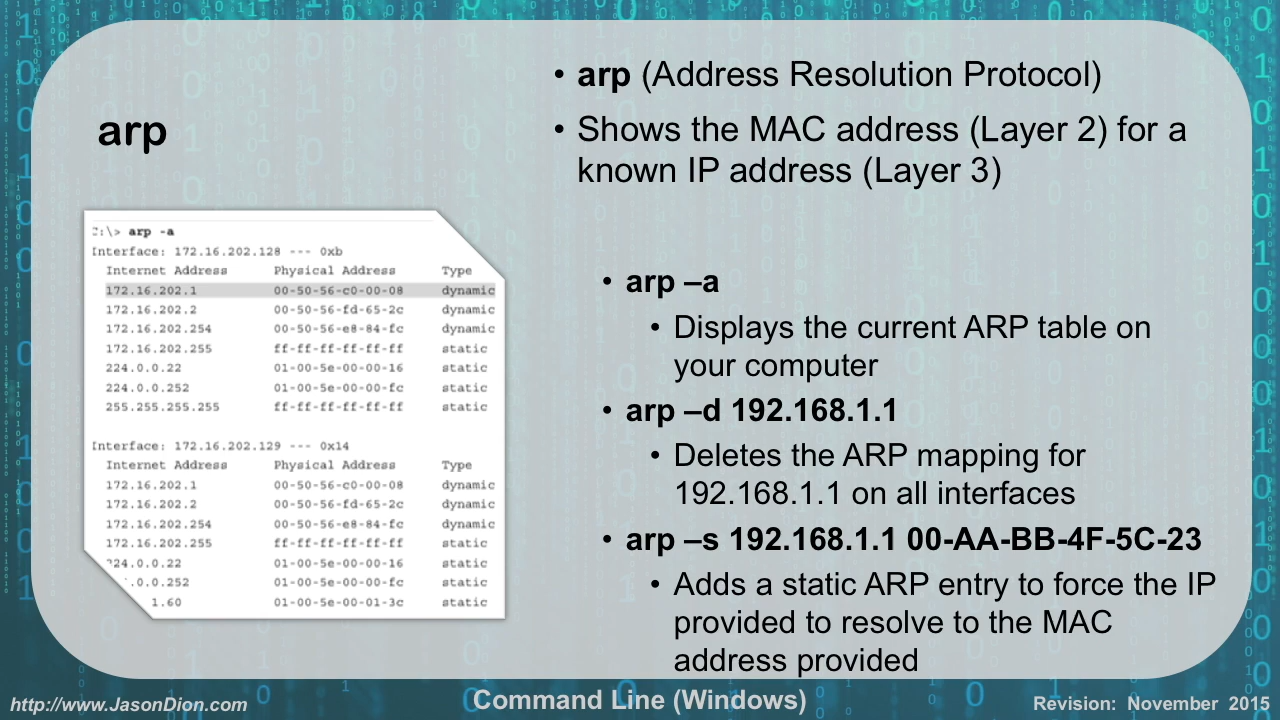 arp
• arp (Address Resolution Protocol)
• Shows the MAC address (Layer 2) for a
known IP address (Layer 3)
• arp –a
• Displays the current ARP table on
your computer
• arp –d 192.168.1.1
• Deletes the ARP mapping for
192.168.1.1 on all interfaces
• arp –s 192.168.1.1 00-AA-BB-4F-5C-23
• Adds a static ARP entry to force the IP
provided to resolve to the MAC
address provided
:\> arp -a
Interface: 172.16.202.128 --- 0xb
Internet Address Physical Address Type
172.16.202.1 00-50-56-c0-00-08 dynamic
172.16.202.2 00-50-56-fd-65-2c dynamic
172.16.202.254 00-50-56-e8-84-fc dynamic
172.16.202.255 ff-ff-ff-ff-ff-ff static
224.0.0.22 01-00-5e-00-00-16 static
224.0.0.252 01-00-5e-00-00-fc static
255.255.255.255 ff-ff-ff-ff-ff-ff static
Interface: 172.16.202.129 --- 0x14
Internet Address Physical Address Type
172.16.202.1 00-50-56-c0-00-08 dynamic
172.16.202.2 00-50-56-fd-65-2c dynamic
172.16.202.254 00-50-56-e8-84-fc dynamic
172.16.202.255 ff-ff-ff-ff-ff-ff static
24.0.0.22 01-00-5e-00-00-16 static
.0.0.252 01-00-5e-00-00-fc static
1.60 01-00-5e-00-01-3c static
http://www.JasonDion.com
Command Line (Windows)
Revision: November 2015